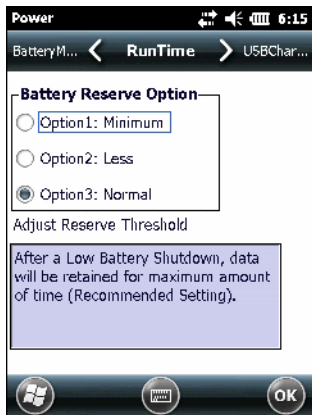 Power 6:15
BatteryM... RunTime USBChar...
Battery Reserve Option
Option1: Minimum
Option2: Less
Option3: Normal
Adjust Reserve Threshold
After a Low Battery Shutdown, data
will be retained for maximum amount
of time (Recommended Setting).
OK